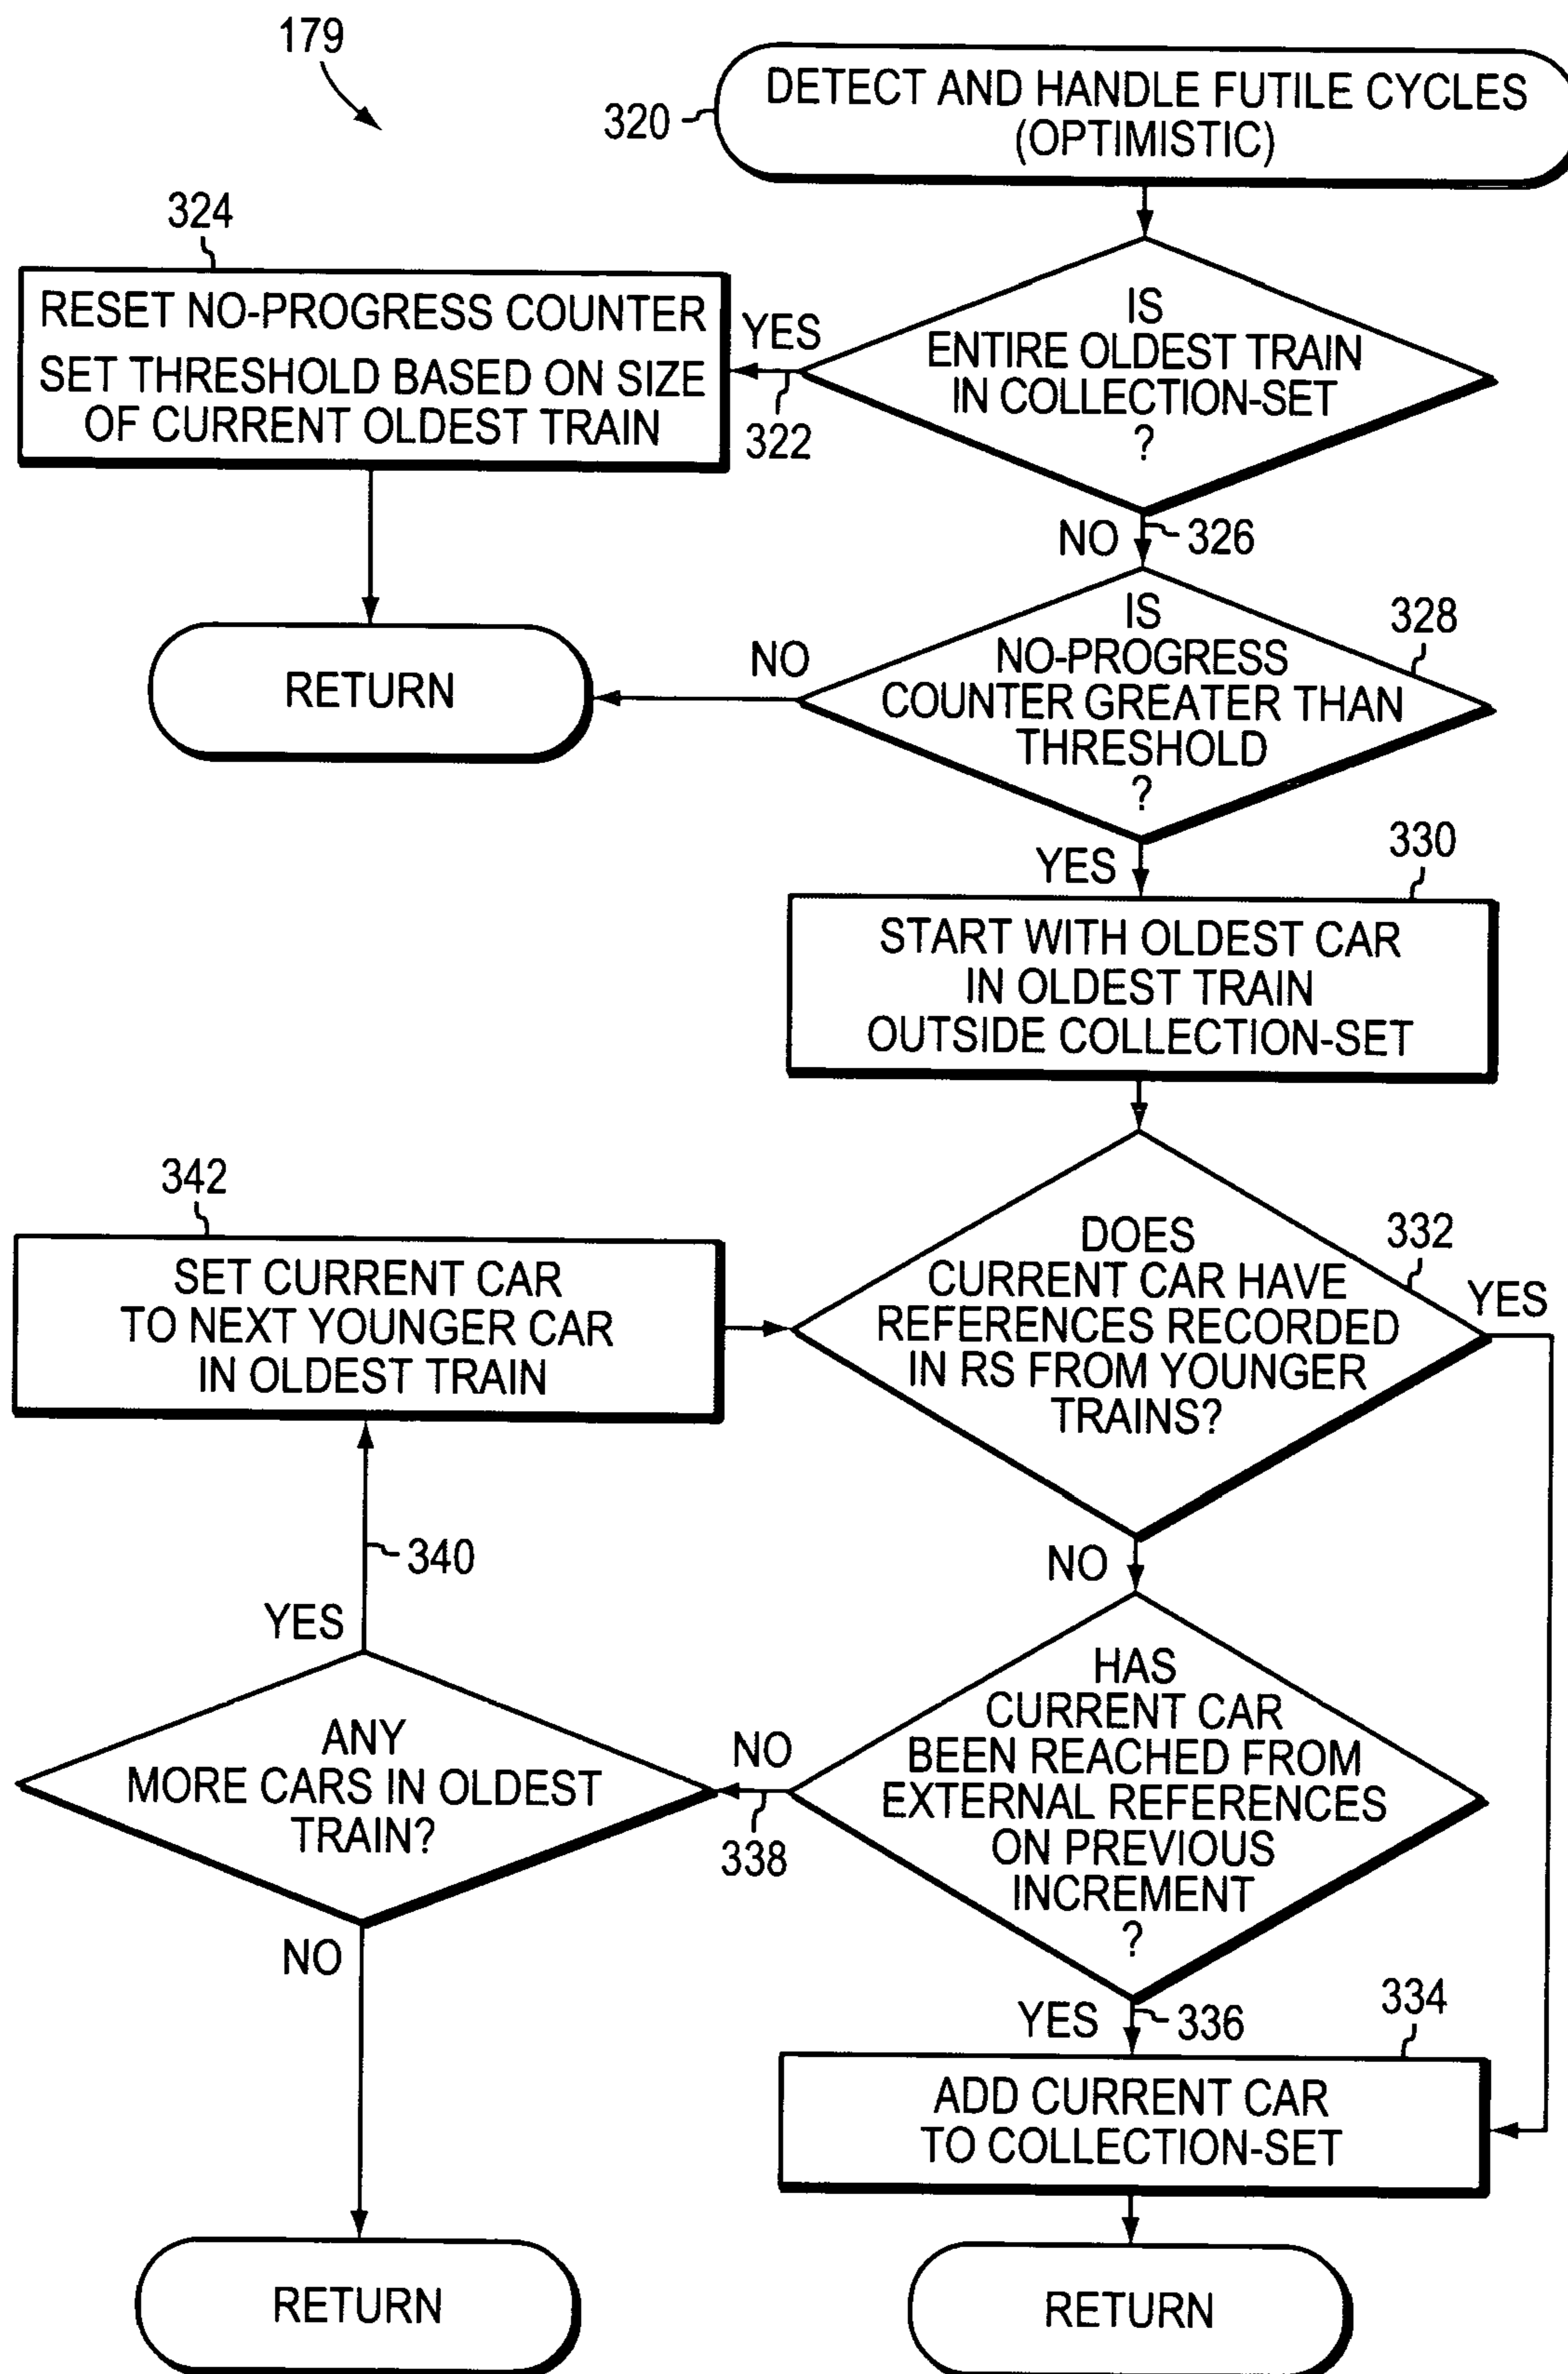 179
320
DETECT AND HANDLE FUTILE CYCLES
(OPTIMISTIC)
324
RESET NO-PROGRESS COUNTER
SET THRESHOLD BASED ON SIZE
OF CURRENT OLDEST TRAIN
YES
322
IS
ENTIRE OLDEST TRAIN
IN COLLECTION-SET
?
NO
326
RETURN
NO
IS
NO-PROGRESS
COUNTER GREATER THAN
THRESHOLD
?
328
YES
330
START WITH OLDEST CAR
IN OLDEST TRAIN
OUTSIDE COLLECTION-SET
342
SET CURRENT CAR
TO NEXT YOUNGER CAR
IN OLDEST TRAIN
DOES
CURRENT CAR HAVE
REFERENCES RECORDED
IN RS FROM YOUNGER
TRAINS?
332
YES
340
YES
NO
ANY
MORE CARS IN OLDEST
TRAIN?
NO
338
HAS
CURRENT CAR
BEEN REACHED FROM
EXTERNAL REFERENCES
ON PREVIOUS
INCREMENT
?
NO
YES
336
334
ADD CURRENT CAR
TO COLLECTION-SET
RETURN
RETURN